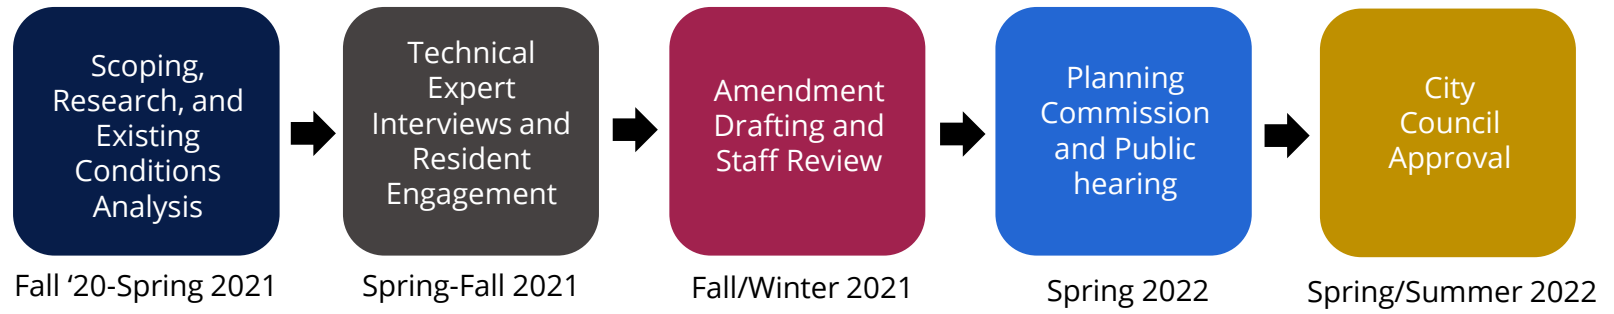 Scoping,
Research, and
Existing
Conditions
Analysis
Fall ‘20-Spring 2021
Technical
Expert
Interviews and
Resident
Engagement
Spring-Fall 2021
Amendment
Drafting and
Staff Review
Fall/Winter 2021
Planning
Commission
and Public
hearing
Spring 2022
City
Council
Approval
Spring/Summer 2022